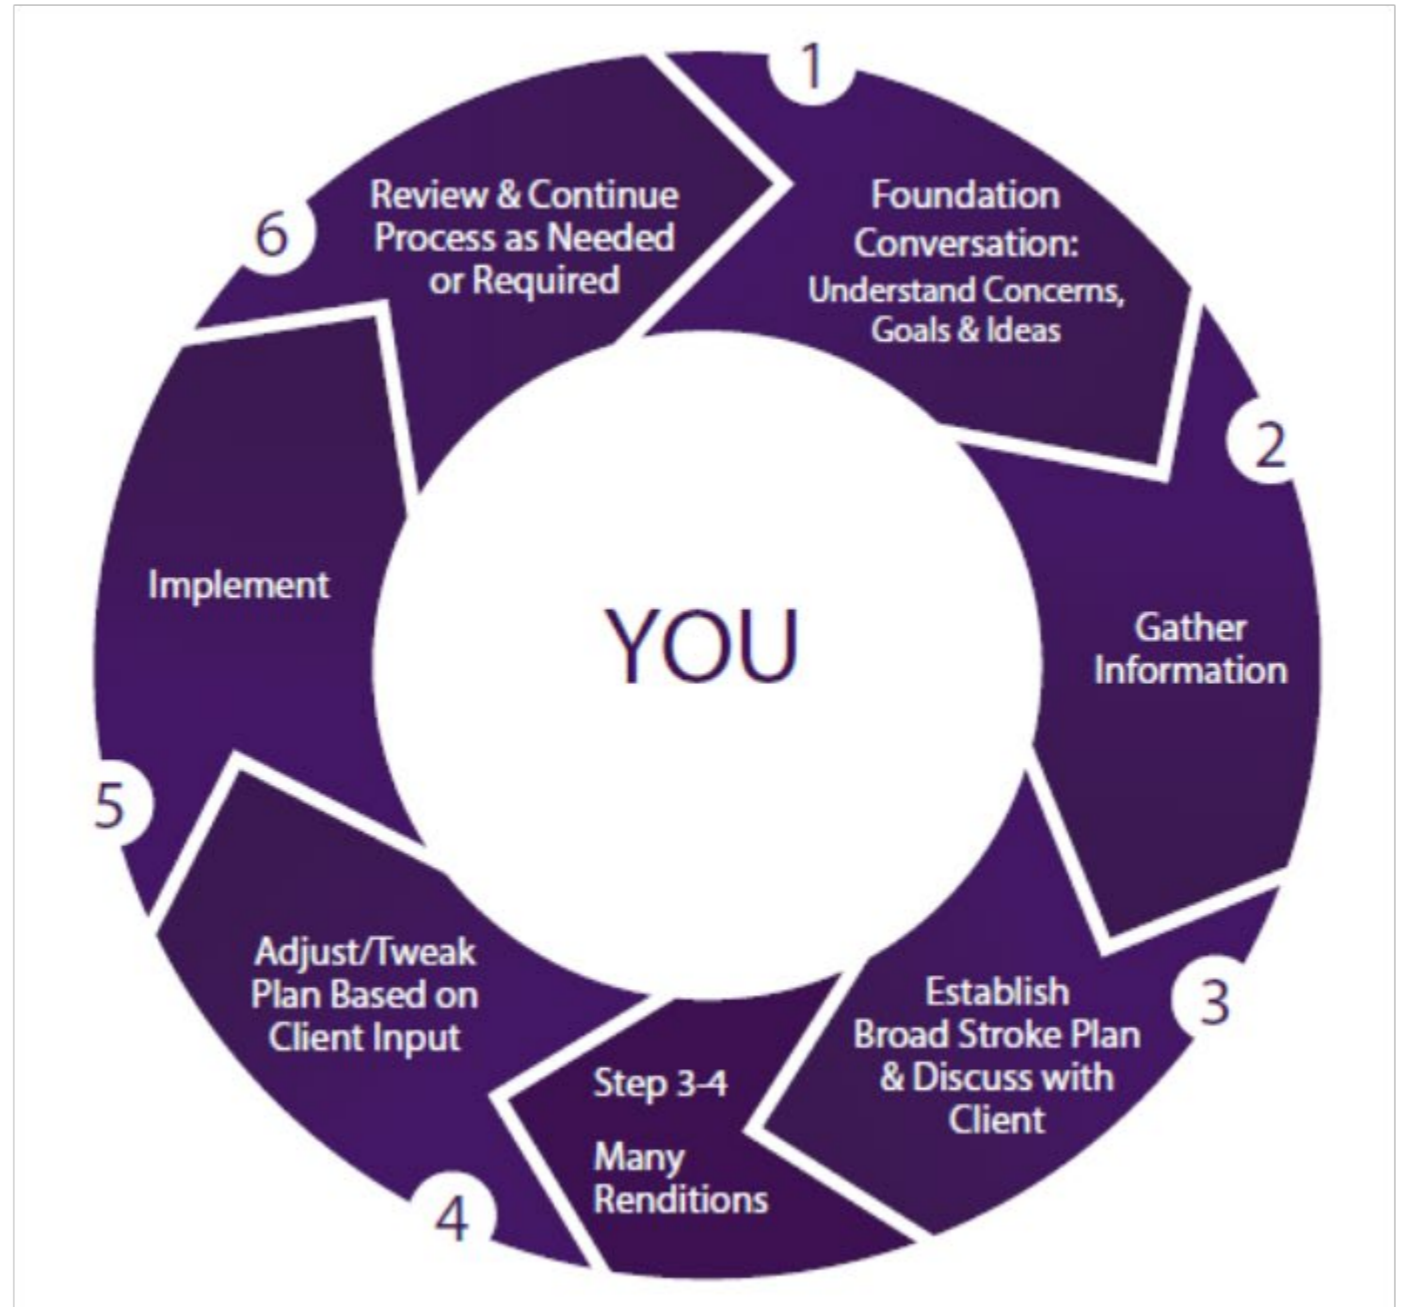 1
Foundation
Conversation:
Understand Concerns,
Goals & Ideas
2
Gather
Information
3
Establish
Broad Stroke Plan
& Discuss with
Client
Step 3-4
Many
Renditions
4
Adjust/Tweak
Plan Based on
Client Input
5
Implement
6
Review & Continue
Process as Needed
or Required
YOU